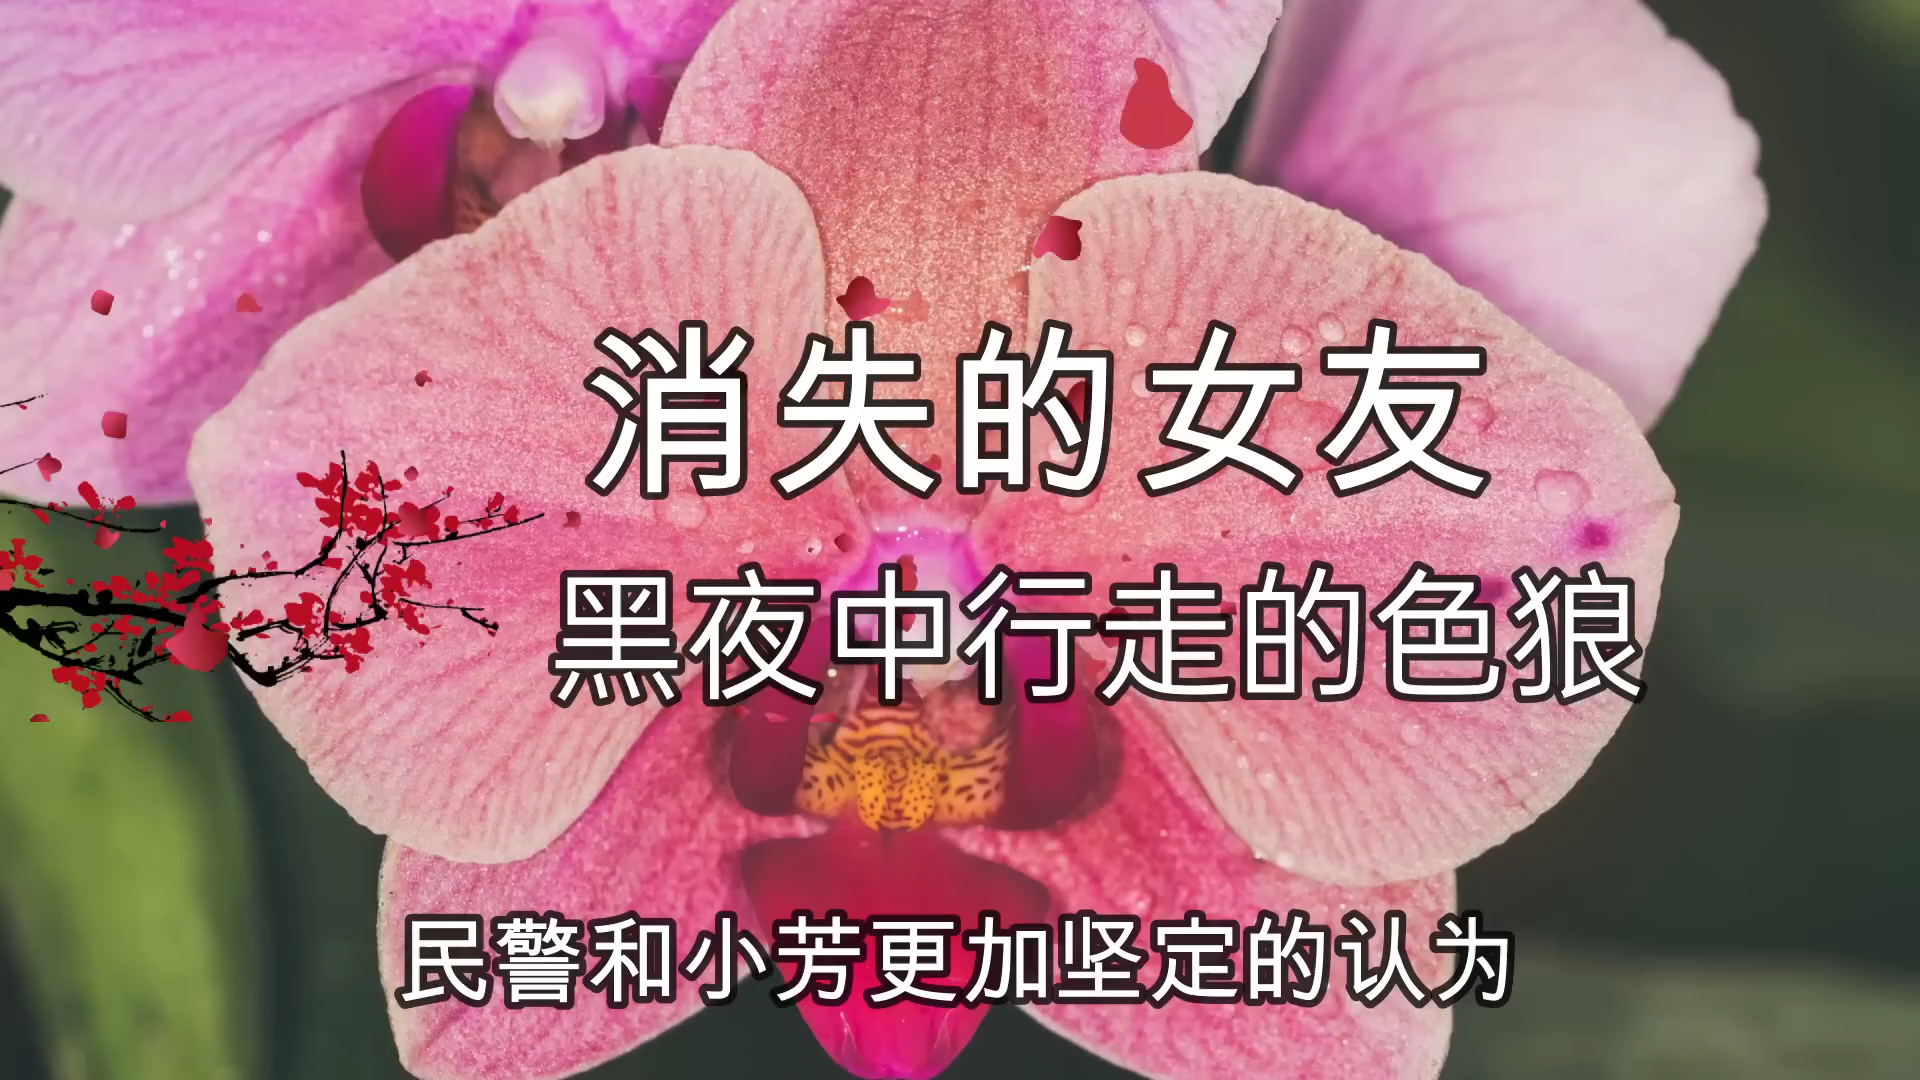 消失的女友
黑夜中行走的色狼
民警和小芳更加坚定的认为